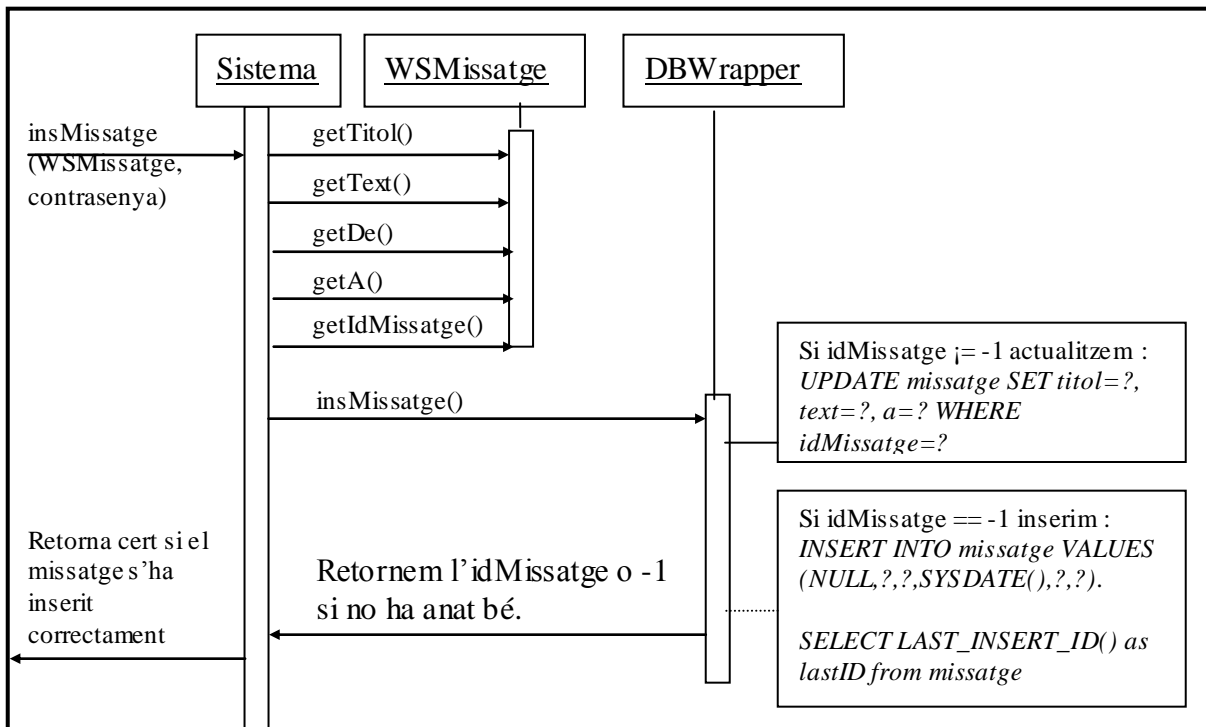 Sistema
WSMissatge
DBWrapper
insMissatge
(WSMissatge,
contrasenya)
getTitol()
getText()
getDe()
getA()
getIdMissatge()
insMissatge()
Si idMissatge ¡= -1 actualitzem :
UPDATE missatge SET titol=?,
text=?, a=? WHERE
idMissatge=?
Si idMissatge == -1 inserim :
INSERT INTO missatge VALUES
(NULL,?,?,SYSDATE(),?,?).
SELECT LAST_INSERT_ID() as
lastID from missatge
Retornem l’idMissatge o -1
si no ha anat bé.
Retorna cert si el
missatge s’ha
inserit
correctament